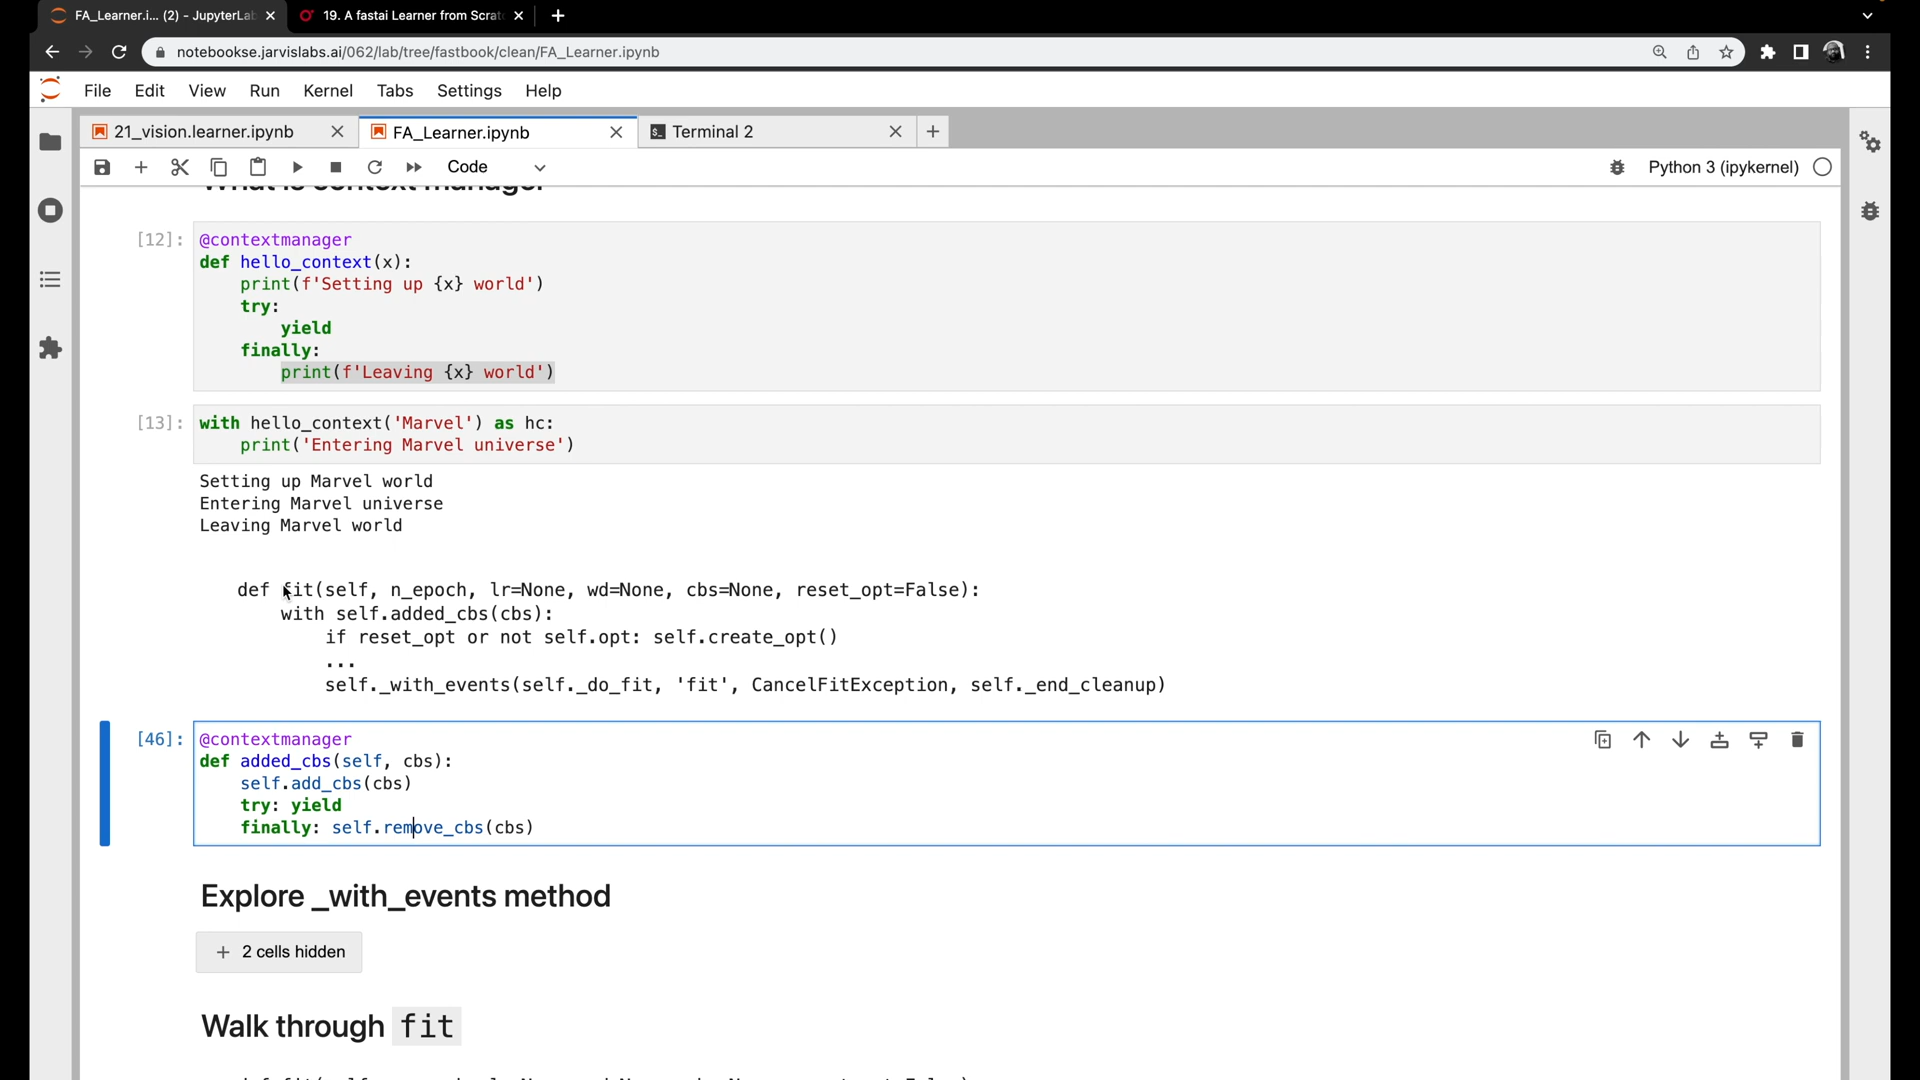 FA_Learner.i... (2) - JupyterLab
19. A fastai Learner from Scrat
notebookse.jarvislabs.ai/062/lab/tree/fastbook/clean/FA_Learner.ipynb
File Edit View Run Kernel Tabs Settings Help
21_vision.learner.ipynb
FA_Learner.ipynb
Terminal 2
Code
Python 3 (ipykernel)
What is context manager
[12]:
@contextmanager
def hello_context(x):
    print(f'Setting up {x} world')
    try:
        yield
    finally:
        print(f'Leaving {x} world')
[13]:
with hello_context('Marvel') as hc:
    print('Entering Marvel universe')
Setting up Marvel world
Entering Marvel universe
Leaving Marvel world
def fit(self, n_epoch, lr=None, wd=None, cbs=None, reset_opt=False):
    with self.added_cbs(cbs):
        if reset_opt or not self.opt: self.create_opt()
        ...
        self._with_events(self._do_fit, 'fit', CancelFitException, self._end_cleanup)
[46]:
@contextmanager
def added_cbs(self, cbs):
    self.add_cbs(cbs)
    try: yield
    finally: self.remove_cbs(cbs)
Explore _with_events method
2 cells hidden
Walk through fit